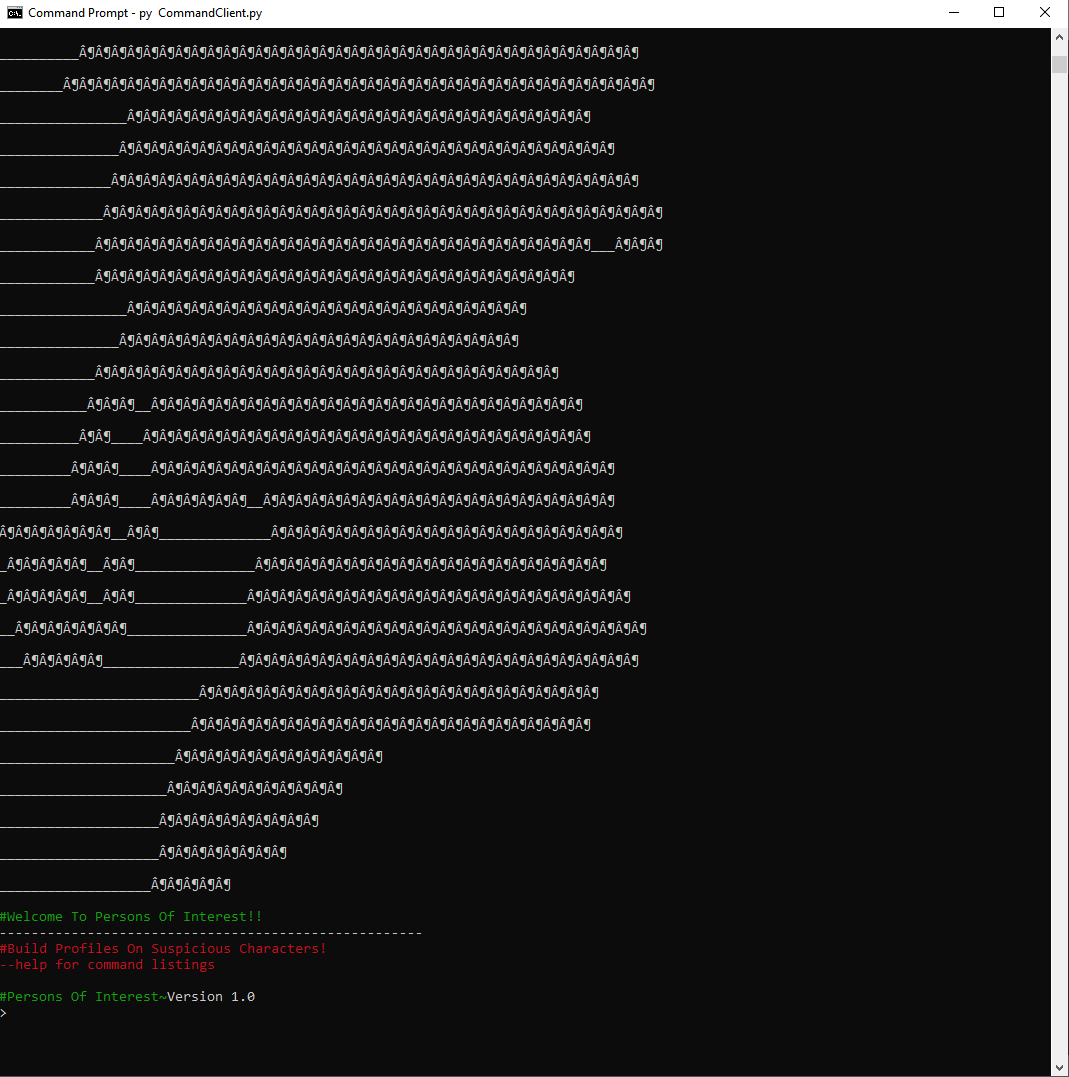 __________Â¶Â¶Â¶Â¶Â¶Â¶Â¶Â¶Â¶Â¶Â¶Â¶Â¶Â¶Â¶Â¶Â¶Â¶Â¶Â¶Â¶Â¶Â¶Â¶Â¶Â¶Â¶Â¶Â¶Â¶Â¶Â¶Â¶Â¶Â¶
________Â¶Â¶Â¶Â¶Â¶Â¶Â¶Â¶Â¶Â¶Â¶Â¶Â¶Â¶Â¶Â¶Â¶Â¶Â¶Â¶Â¶Â¶Â¶Â¶Â¶Â¶Â¶Â¶Â¶Â¶Â¶Â¶Â¶Â¶Â¶Â¶Â¶
________________Â¶Â¶Â¶Â¶Â¶Â¶Â¶Â¶Â¶Â¶Â¶Â¶Â¶Â¶Â¶Â¶Â¶Â¶Â¶Â¶Â¶Â¶Â¶Â¶Â¶Â¶Â¶Â¶Â¶
_______________Â¶Â¶Â¶Â¶Â¶Â¶Â¶Â¶Â¶Â¶Â¶Â¶Â¶Â¶Â¶Â¶Â¶Â¶Â¶Â¶Â¶Â¶Â¶Â¶Â¶Â¶Â¶Â¶Â¶Â¶Â¶
______________Â¶Â¶Â¶Â¶Â¶Â¶Â¶Â¶Â¶Â¶Â¶Â¶Â¶Â¶Â¶Â¶Â¶Â¶Â¶Â¶Â¶Â¶Â¶Â¶Â¶Â¶Â¶Â¶Â¶Â¶Â¶Â¶Â¶
_____________Â¶Â¶Â¶Â¶Â¶Â¶Â¶Â¶Â¶Â¶Â¶Â¶Â¶Â¶Â¶Â¶Â¶Â¶Â¶Â¶Â¶Â¶Â¶Â¶Â¶Â¶Â¶Â¶Â¶Â¶Â¶Â¶Â¶Â¶Â¶
____________Â¶Â¶Â¶Â¶Â¶Â¶Â¶Â¶Â¶Â¶Â¶Â¶Â¶Â¶Â¶Â¶Â¶Â¶Â¶Â¶Â¶Â¶Â¶Â¶Â¶Â¶Â¶Â¶Â¶Â¶Â¶___Â¶Â¶Â¶
____________Â¶Â¶Â¶Â¶Â¶Â¶Â¶Â¶Â¶Â¶Â¶Â¶Â¶Â¶Â¶Â¶Â¶Â¶Â¶Â¶Â¶Â¶Â¶Â¶Â¶Â¶Â¶Â¶Â¶Â¶
________________Â¶Â¶Â¶Â¶Â¶Â¶Â¶Â¶Â¶Â¶Â¶Â¶Â¶Â¶Â¶Â¶Â¶Â¶Â¶Â¶Â¶Â¶Â¶Â¶Â¶
_______________Â¶Â¶Â¶Â¶Â¶Â¶Â¶Â¶Â¶Â¶Â¶Â¶Â¶Â¶Â¶Â¶Â¶Â¶Â¶Â¶Â¶Â¶Â¶Â¶Â¶
____________Â¶Â¶Â¶Â¶Â¶Â¶Â¶Â¶Â¶Â¶Â¶Â¶Â¶Â¶Â¶Â¶Â¶Â¶Â¶Â¶Â¶Â¶Â¶Â¶Â¶Â¶Â¶Â¶Â¶
___________Â¶Â¶Â¶__Â¶Â¶Â¶Â¶Â¶Â¶Â¶Â¶Â¶Â¶Â¶Â¶Â¶Â¶Â¶Â¶Â¶Â¶Â¶Â¶Â¶Â¶Â¶Â¶Â¶Â¶Â¶
__________Â¶Â¶____Â¶Â¶Â¶Â¶Â¶Â¶Â¶Â¶Â¶Â¶Â¶Â¶Â¶Â¶Â¶Â¶Â¶Â¶Â¶Â¶Â¶Â¶Â¶Â¶Â¶Â¶Â¶Â¶
_________Â¶Â¶Â¶____Â¶Â¶Â¶Â¶Â¶Â¶Â¶Â¶Â¶Â¶Â¶Â¶Â¶Â¶Â¶Â¶Â¶Â¶Â¶Â¶Â¶Â¶Â¶Â¶Â¶Â¶Â¶Â¶Â¶
_________Â¶Â¶Â¶____Â¶Â¶Â¶Â¶Â¶Â¶__Â¶Â¶Â¶Â¶Â¶Â¶Â¶Â¶Â¶Â¶Â¶Â¶Â¶Â¶Â¶Â¶Â¶Â¶Â¶Â¶Â¶Â¶
Â¶Â¶Â¶Â¶Â¶Â¶Â¶__Â¶Â¶______________Â¶Â¶Â¶Â¶Â¶Â¶Â¶Â¶Â¶Â¶Â¶Â¶Â¶Â¶Â¶Â¶Â¶Â¶Â¶Â¶Â¶Â¶
_Â¶Â¶Â¶Â¶Â¶__Â¶Â¶_______________Â¶Â¶Â¶Â¶Â¶Â¶Â¶Â¶Â¶Â¶Â¶Â¶Â¶Â¶Â¶Â¶Â¶Â¶Â¶Â¶Â¶Â¶
_Â¶Â¶Â¶Â¶Â¶__Â¶Â¶______________Â¶Â¶Â¶Â¶Â¶Â¶Â¶Â¶Â¶Â¶Â¶Â¶Â¶Â¶Â¶Â¶Â¶Â¶Â¶Â¶Â¶Â¶Â¶Â¶
__Â¶Â¶Â¶Â¶Â¶Â¶Â¶_______________Â¶Â¶Â¶Â¶Â¶Â¶Â¶Â¶Â¶Â¶Â¶Â¶Â¶Â¶Â¶Â¶Â¶Â¶Â¶Â¶Â¶Â¶Â¶Â¶Â¶
___Â¶Â¶Â¶Â¶Â¶_________________Â¶Â¶Â¶Â¶Â¶Â¶Â¶Â¶Â¶Â¶Â¶Â¶Â¶Â¶Â¶Â¶Â¶Â¶Â¶Â¶Â¶Â¶Â¶Â¶Â¶
_________________________Â¶Â¶Â¶Â¶Â¶Â¶Â¶Â¶Â¶Â¶Â¶Â¶Â¶Â¶Â¶Â¶Â¶Â¶Â¶Â¶Â¶Â¶Â¶Â¶Â¶
________________________Â¶Â¶Â¶Â¶Â¶Â¶Â¶Â¶Â¶Â¶Â¶Â¶Â¶Â¶Â¶Â¶Â¶Â¶Â¶Â¶Â¶Â¶Â¶Â¶Â¶
______________________Â¶Â¶Â¶Â¶Â¶Â¶Â¶Â¶Â¶Â¶Â¶Â¶Â¶
_____________________Â¶Â¶Â¶Â¶Â¶Â¶Â¶Â¶Â¶Â¶Â¶
____________________Â¶Â¶Â¶Â¶Â¶Â¶Â¶Â¶Â¶Â¶
____________________Â¶Â¶Â¶Â¶Â¶Â¶Â¶Â¶
___________________Â¶Â¶Â¶Â¶Â¶
#Welcome To Persons Of Interest!!
-----------------------------------------------------
#Build Profiles On Suspicious Characters!
--help for command listings
#Persons Of Interest~Version 1.0
>
Command Prompt - py  CommandClient.py